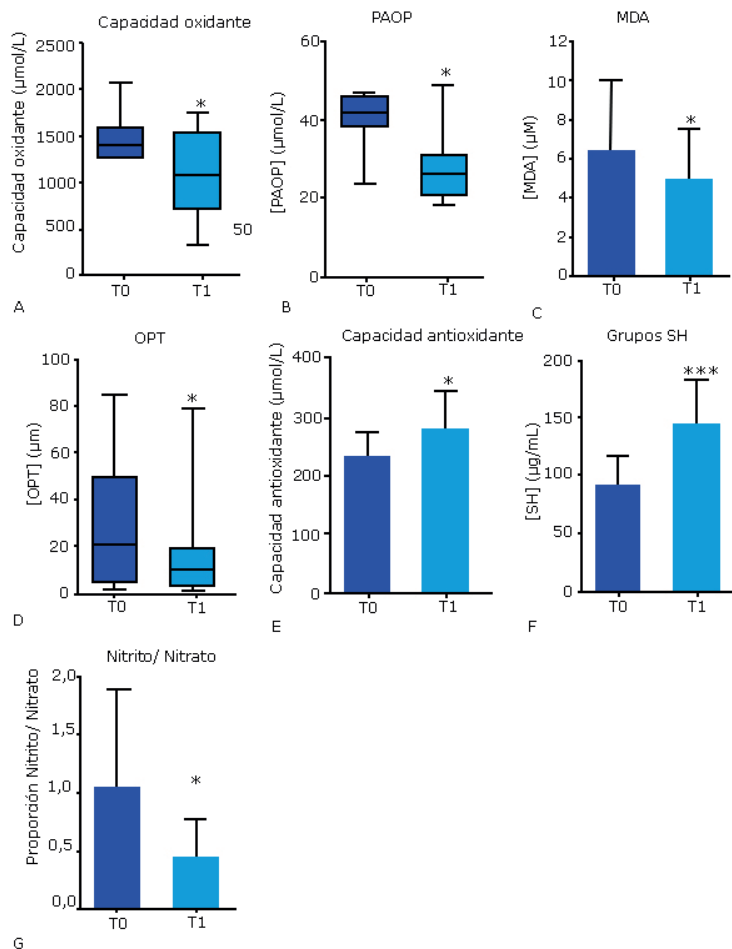 Capacidad oxidante
Capacidad oxidante (µmol/L)
2500
2000
1500
1000
500
0
*
50
T0 T1
A
PAOP
[PAOP] (µmol/L)
60
40
20
0
*
T0 T1
B
MDA
[MDA] (µM)
12
10
8
6
4
2
0
*
T0 T1
C
OPT
[OPT] (µm)
100
80
60
40
20
0
*
T0 T1
D
Capacidad antioxidante
Capacidad antioxidante (µmol/L)
400
300
200
100
0
*
T0 T1
E
Grupos SH
[SH] (µg/mL)
200
150
100
50
0
***
T0 T1
F
Nitrito/ Nitrato
Proporción Nitrito/ Nitrato
2,0
1,5
1,0
0,5
0,0
*
T0 T1
G